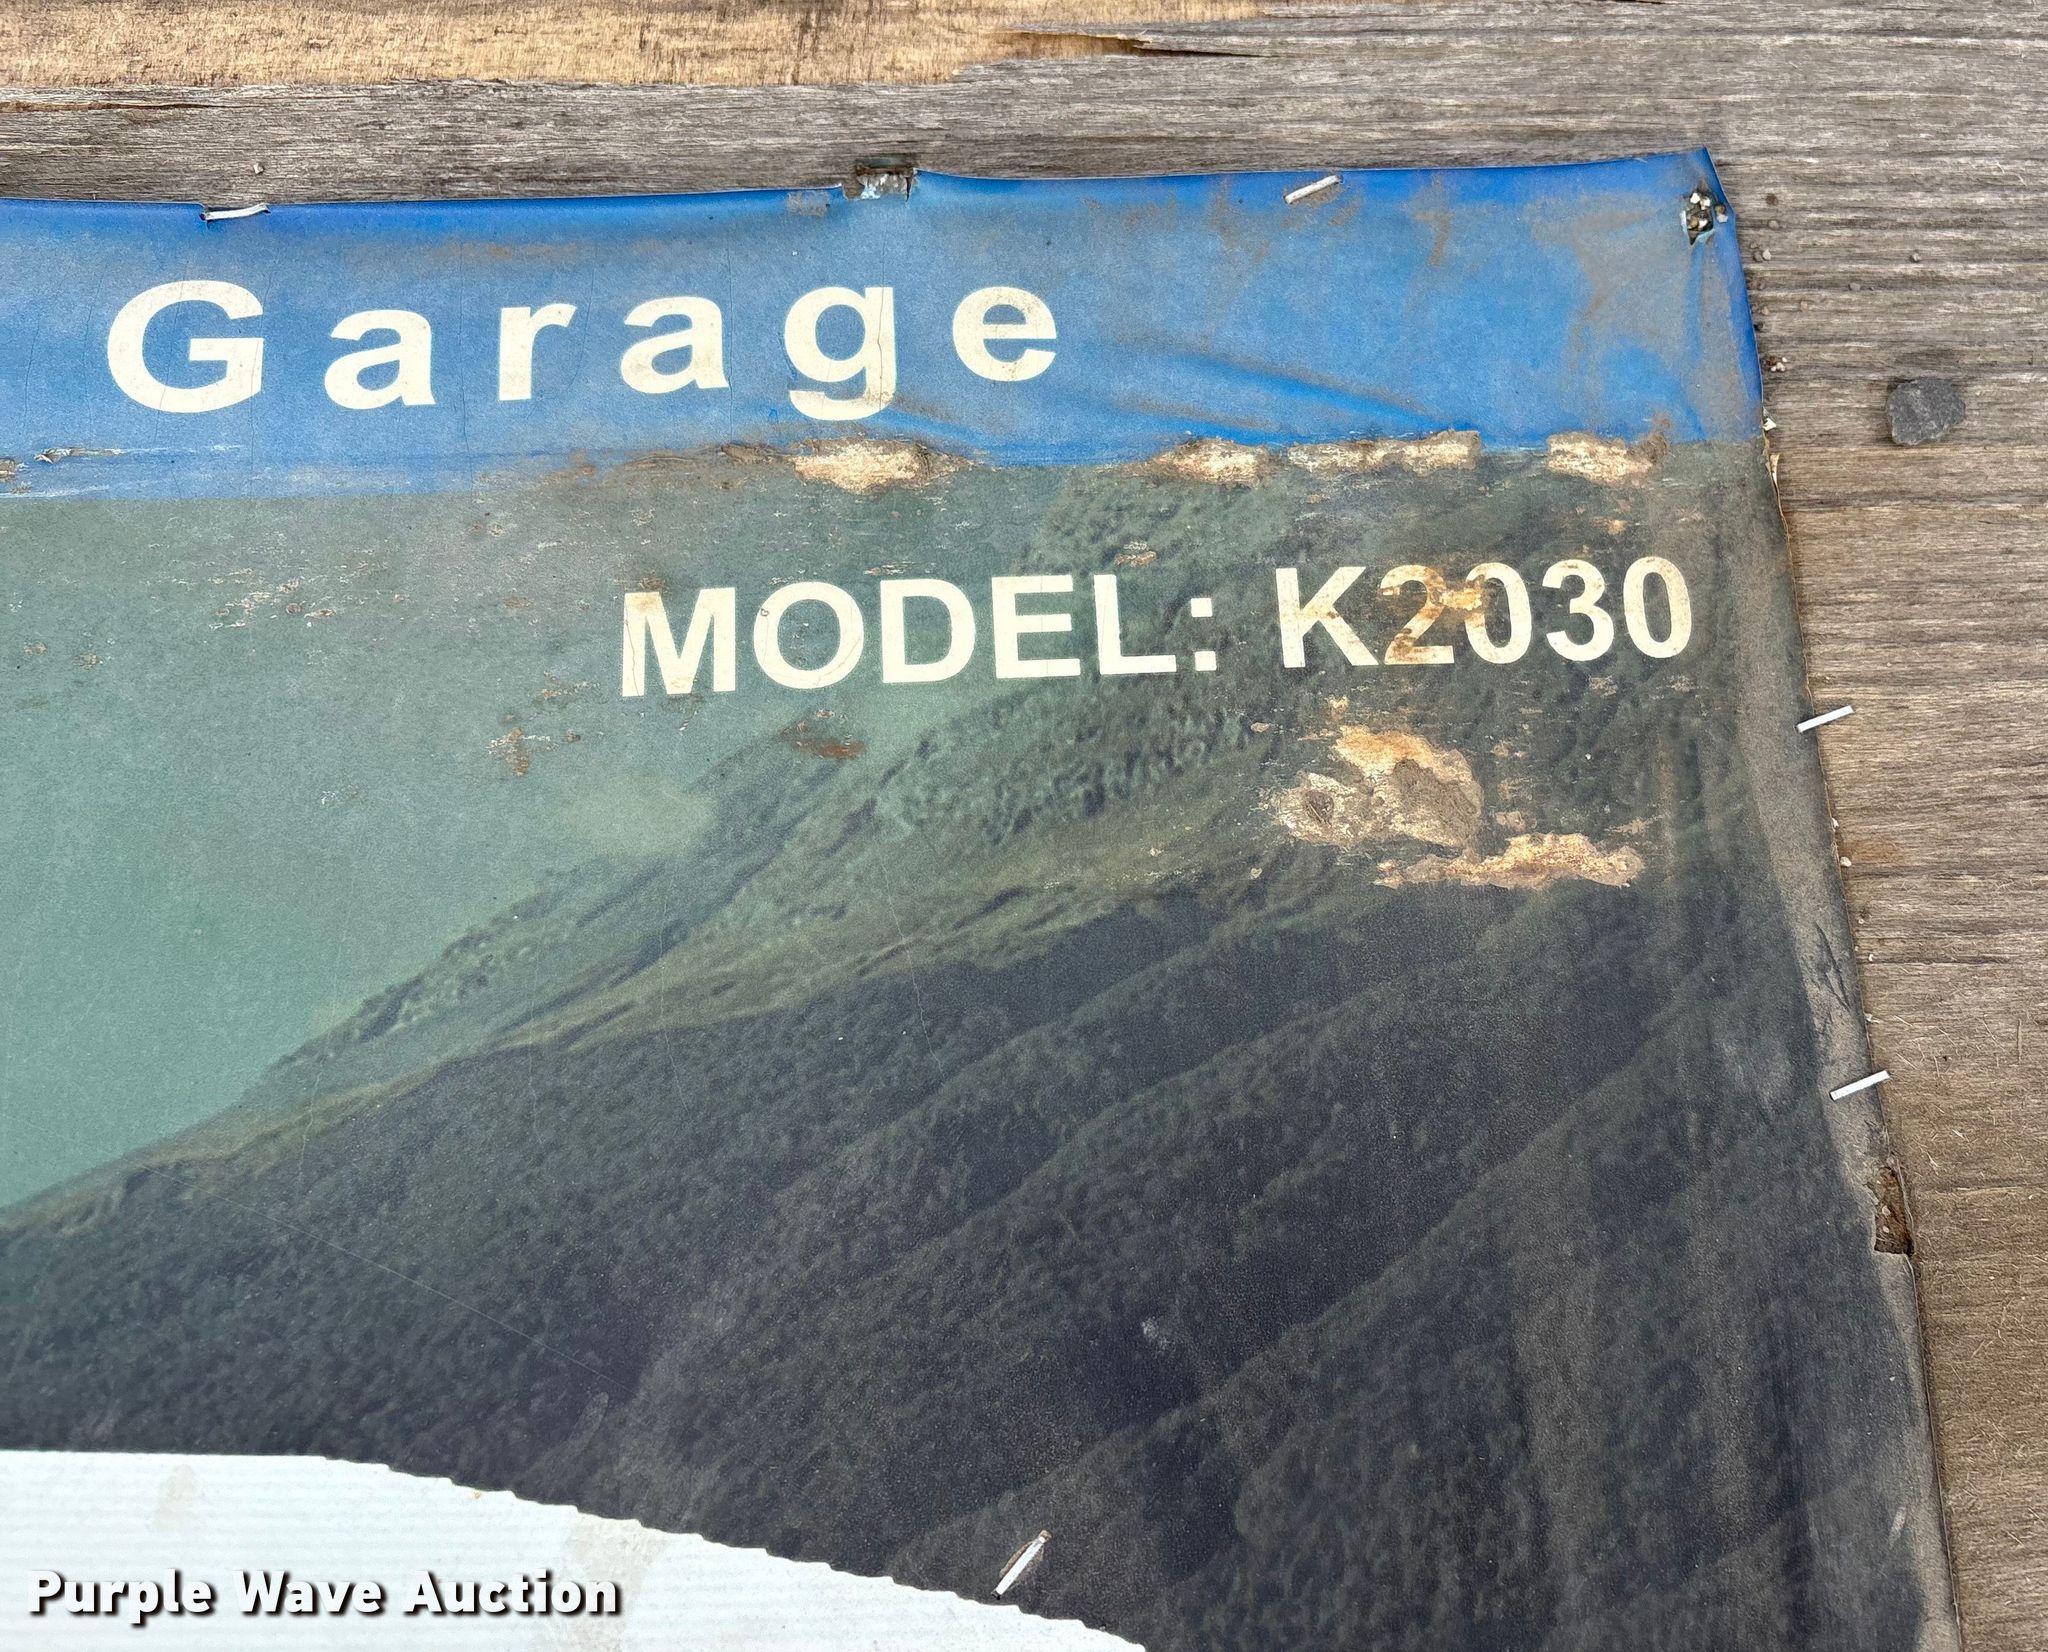 Garage
MODEL: K2030
Purple Wave Auction